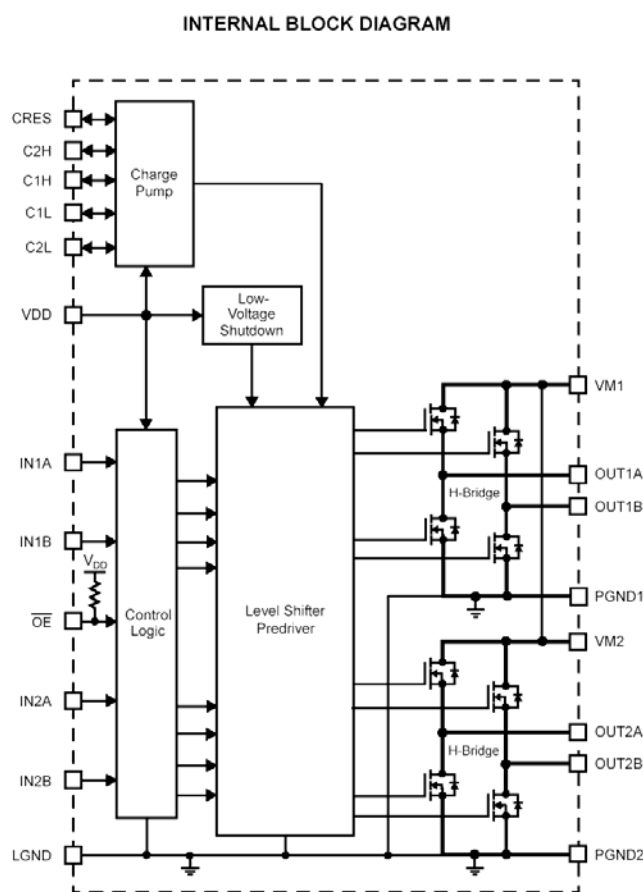 INTERNAL BLOCK DIAGRAM
CRES
C2H
C1H
C1L
C2L
Charge
Pump
VDD
Low-
Voltage
Shutdown
VM1
IN1A
OUT1A
H-Bridge
OUT1B
IN1B
VDD
OE
Control
Logic
Level Shifter
Predriver
PGND1
VM2
IN2A
OUT2A
H-Bridge
OUT2B
IN2B
LGND
PGND2